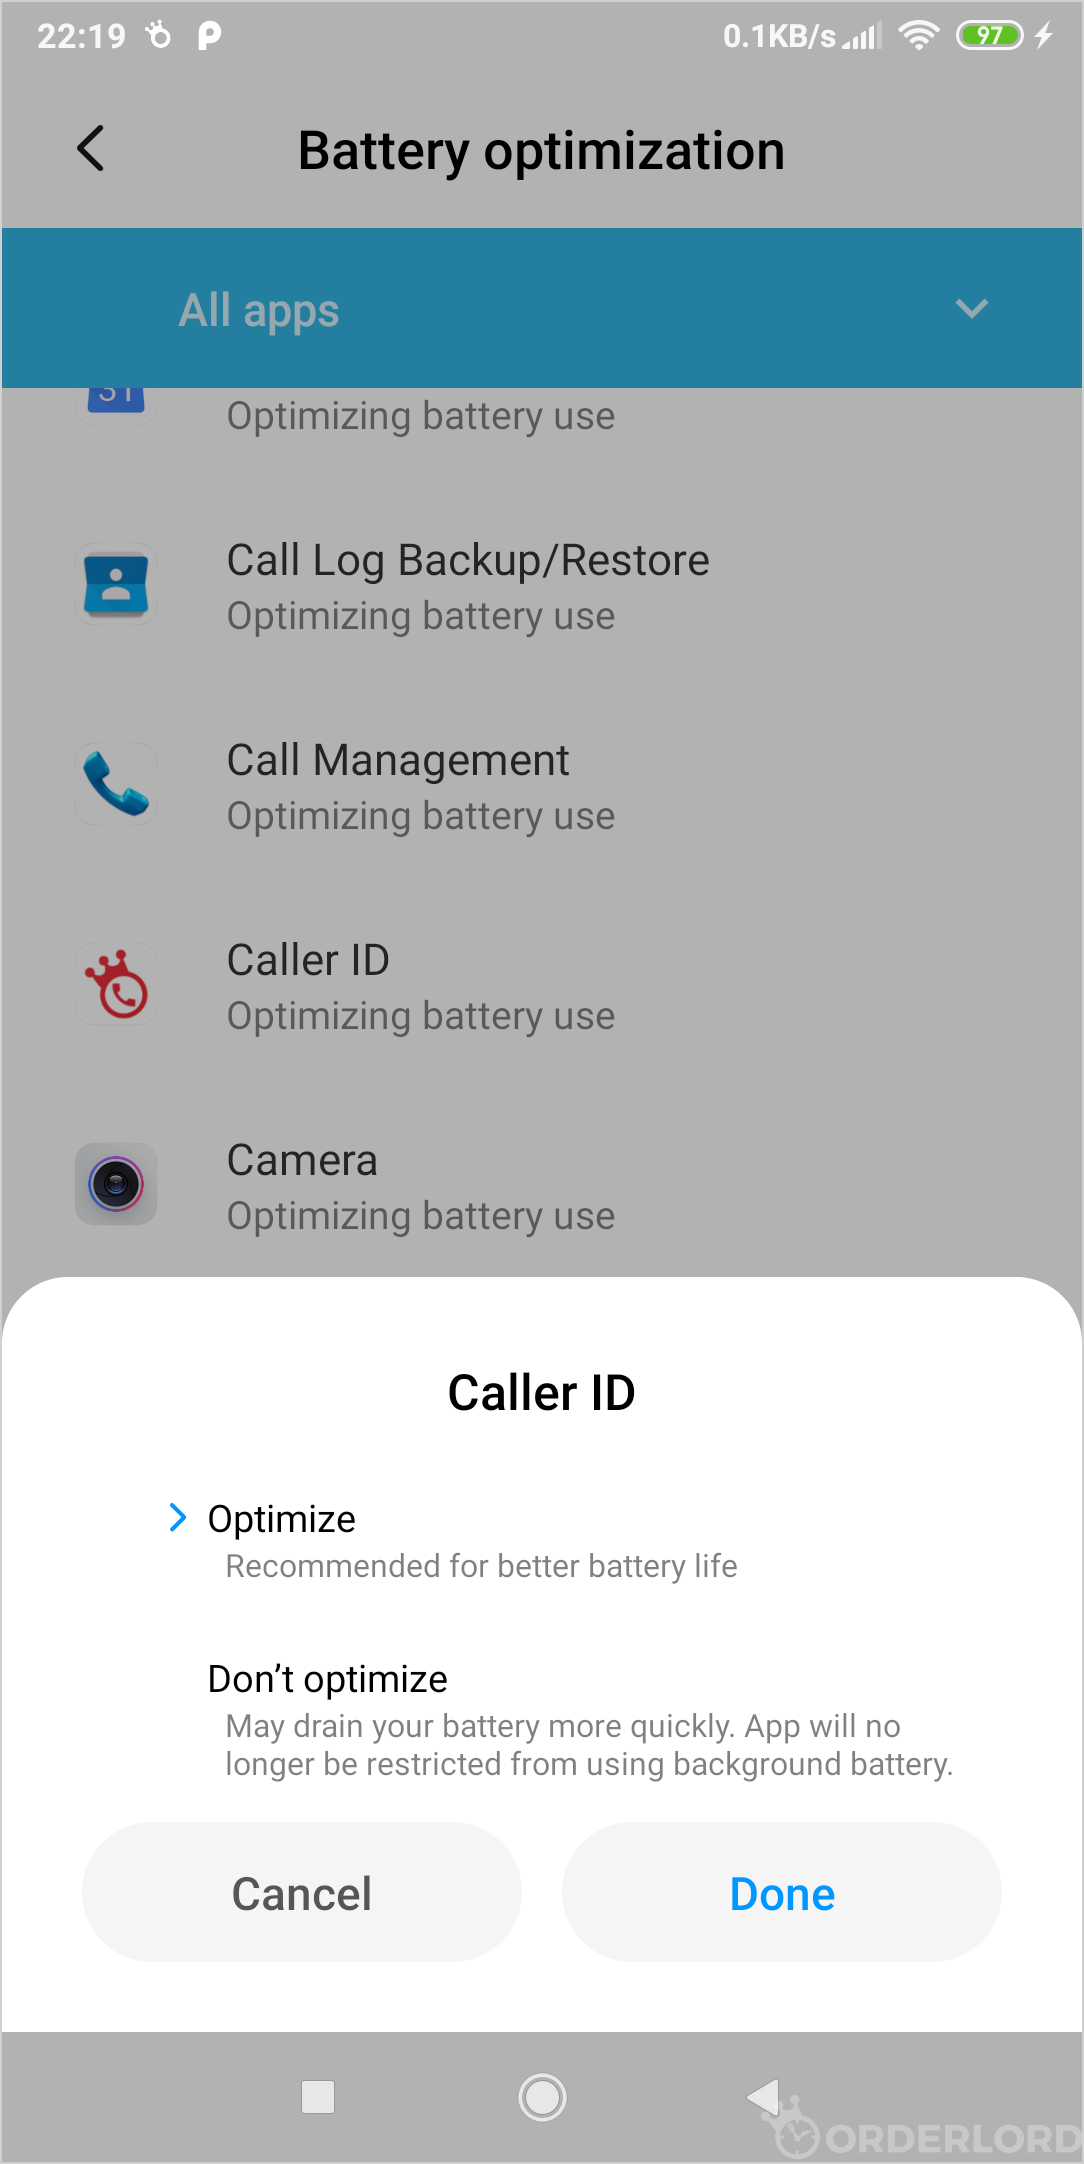 22:19 0.1KB/s 97
Battery optimization
All apps
31
Optimizing battery use
Call Log Backup/Restore
Optimizing battery use
Call Management
Optimizing battery use
Caller ID
Optimizing battery use
Camera
Optimizing battery use
Caller ID
Optimize
Recommended for better battery life
Don’t optimize
May drain your battery more quickly. App will no
longer be restricted from using background battery.
Cancel Done
ORDERLORD